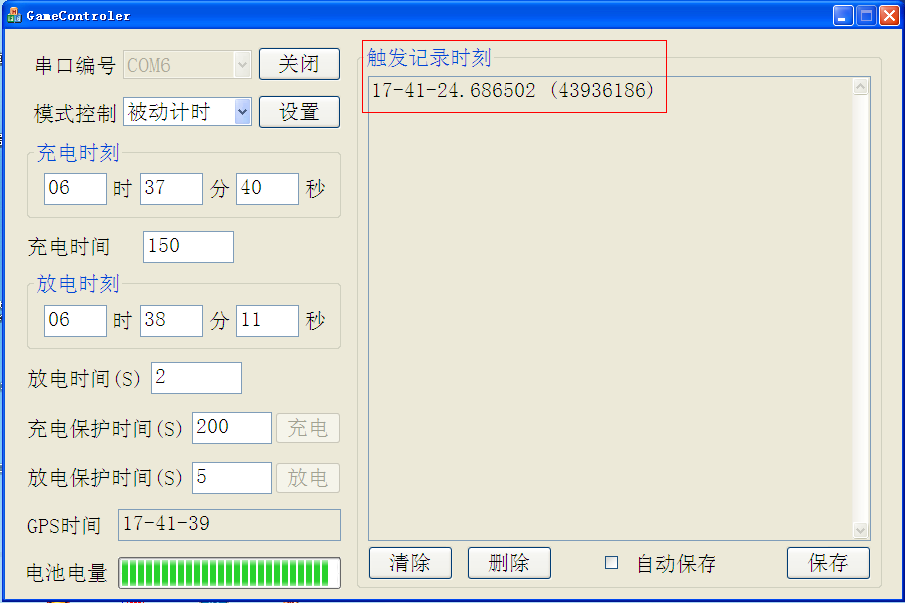 GameControler
串口编号 COM6 关闭
模式控制 被动计时 设置
充电时刻
06 时 37 分 40 秒
充电时间 150
放电时刻
06 时 38 分 11 秒
放电时间(S) 2
充电保护时间(S) 200 充电
放电保护时间(S) 5 放电
GPS时间 17-41-39
电池电量
触发记录时刻
17-41-24.686502 (43936186)
清除 删除 自动保存 保存